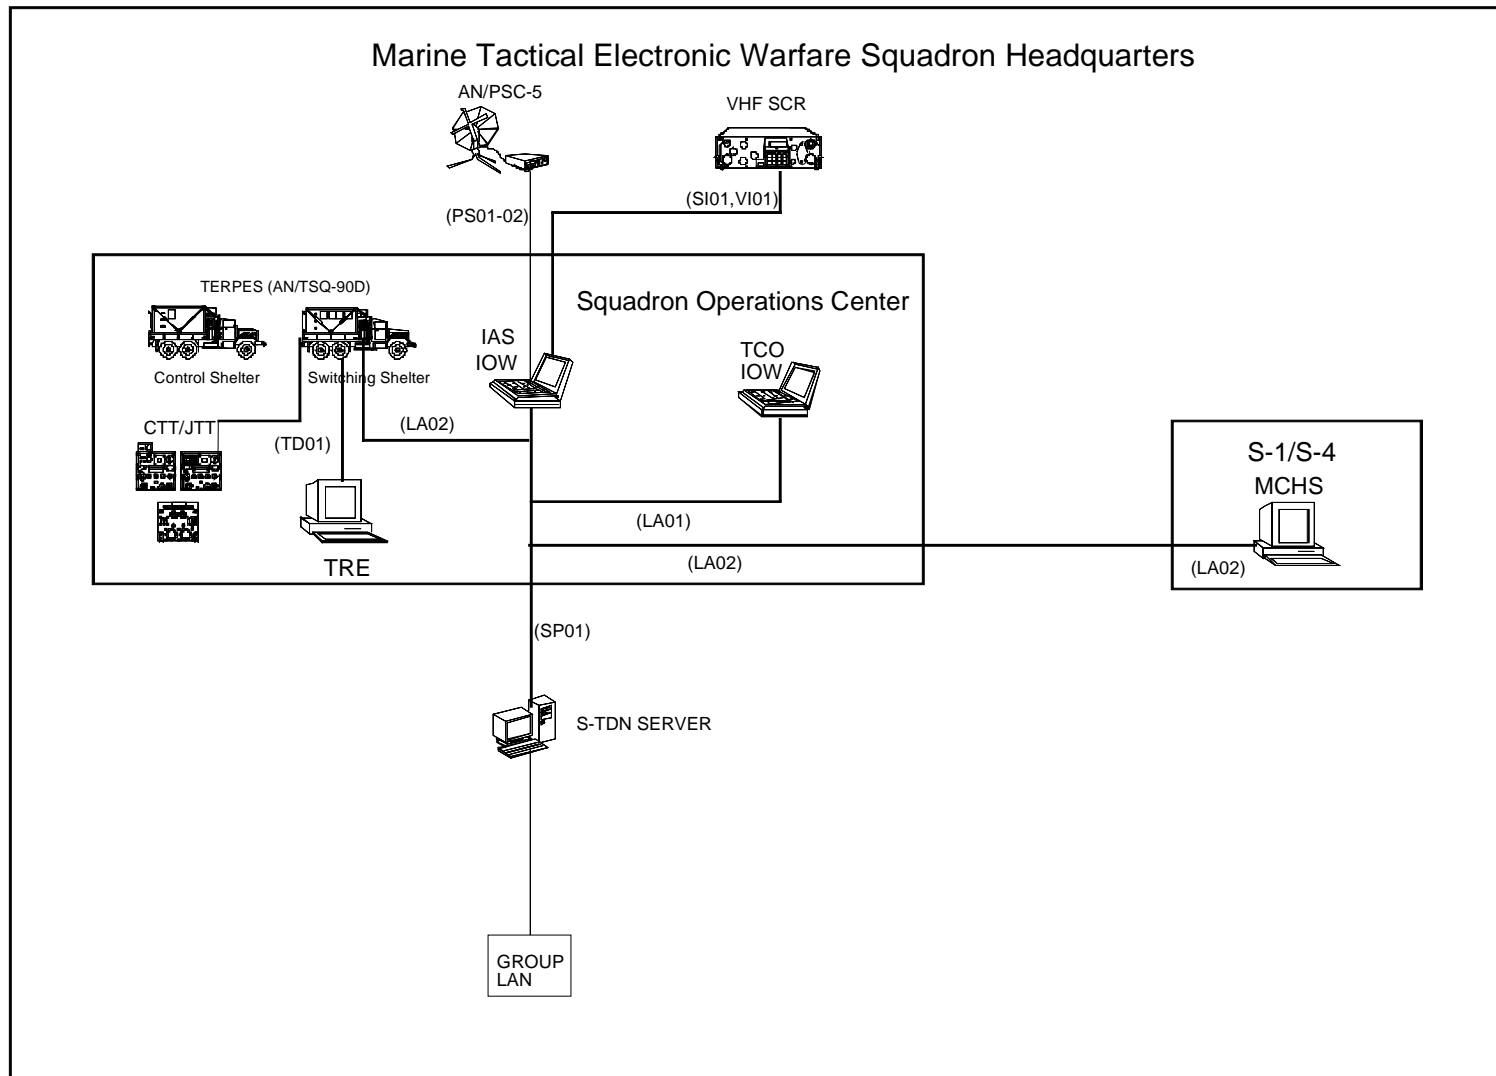 Marine Tactical Electronic Warfare Squadron Headquarters
AN/PSC-5
VHF SCR
(PS01-02)
(SI01,VI01)
TERPES (AN/TSQ-90D)
Squadron Operations Center
Control Shelter
Switching Shelter
IAS
IOW
TCO
IOW
CTT/JTT
(TD01)
(LA02)
(LA01)
(LA02)
TRE
S-1/S-4
MCHS
(LA02)
(SP01)
S-TDN SERVER
GROUP
LAN